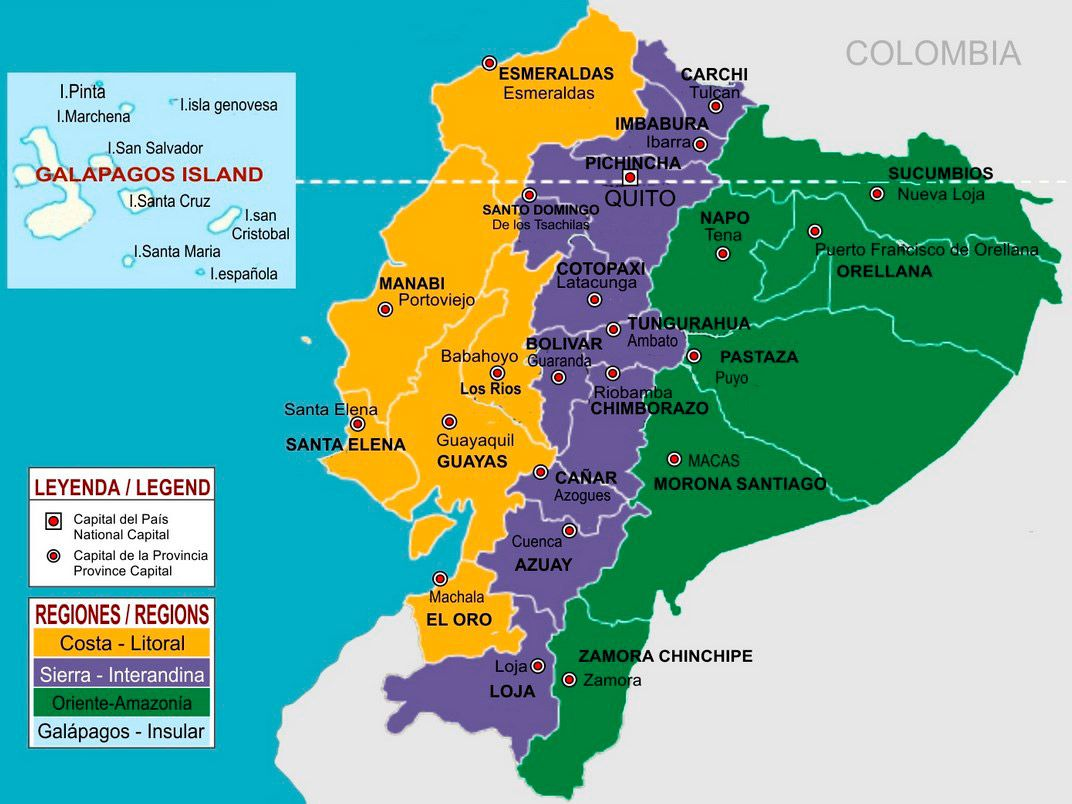 COLOMBIA
I.Pinta
I.Marchena
I.isla genovesa
I.San Salvador
GALAPAGOS ISLAND
I.Santa Cruz
I.san
Cristobal
I.Santa Maria
I.española
ESMERALDAS
Esmeraldas
CARCHI
Tulcan
IMBABURA
Ibarra
PICHINCHA
QUITO
SANTO DOMINGO
De los Tsachilas
SUCUMBIOS
Nueva Loja
NAPO
Tena
Puerto Francisco de Orellana
ORELLANA
COTOPAXI
Latacunga
MANABI
Portoviejo
TUNGURAHUA
Ambato
BOLIVAR
Guaranda
PASTAZA
Puyo
Babahoyo
Los Rios
Riobamba
CHIMBORAZO
Santa Elena
SANTA ELENA
Guayaquil
GUAYAS
MACAS
MORONA SANTIAGO
CAÑAR
Azogues
Cuenca
AZUAY
Machala
EL ORO
Loja
LOJA
ZAMORA CHINCHIPE
Zamora
LEYENDA / LEGEND
Capital del País
National Capital
Capital de la Provincia
Province Capital
REGIONES / REGIONS
Costa - Litoral
Sierra - Interandina
Oriente-Amazonía
Galápagos - Insular